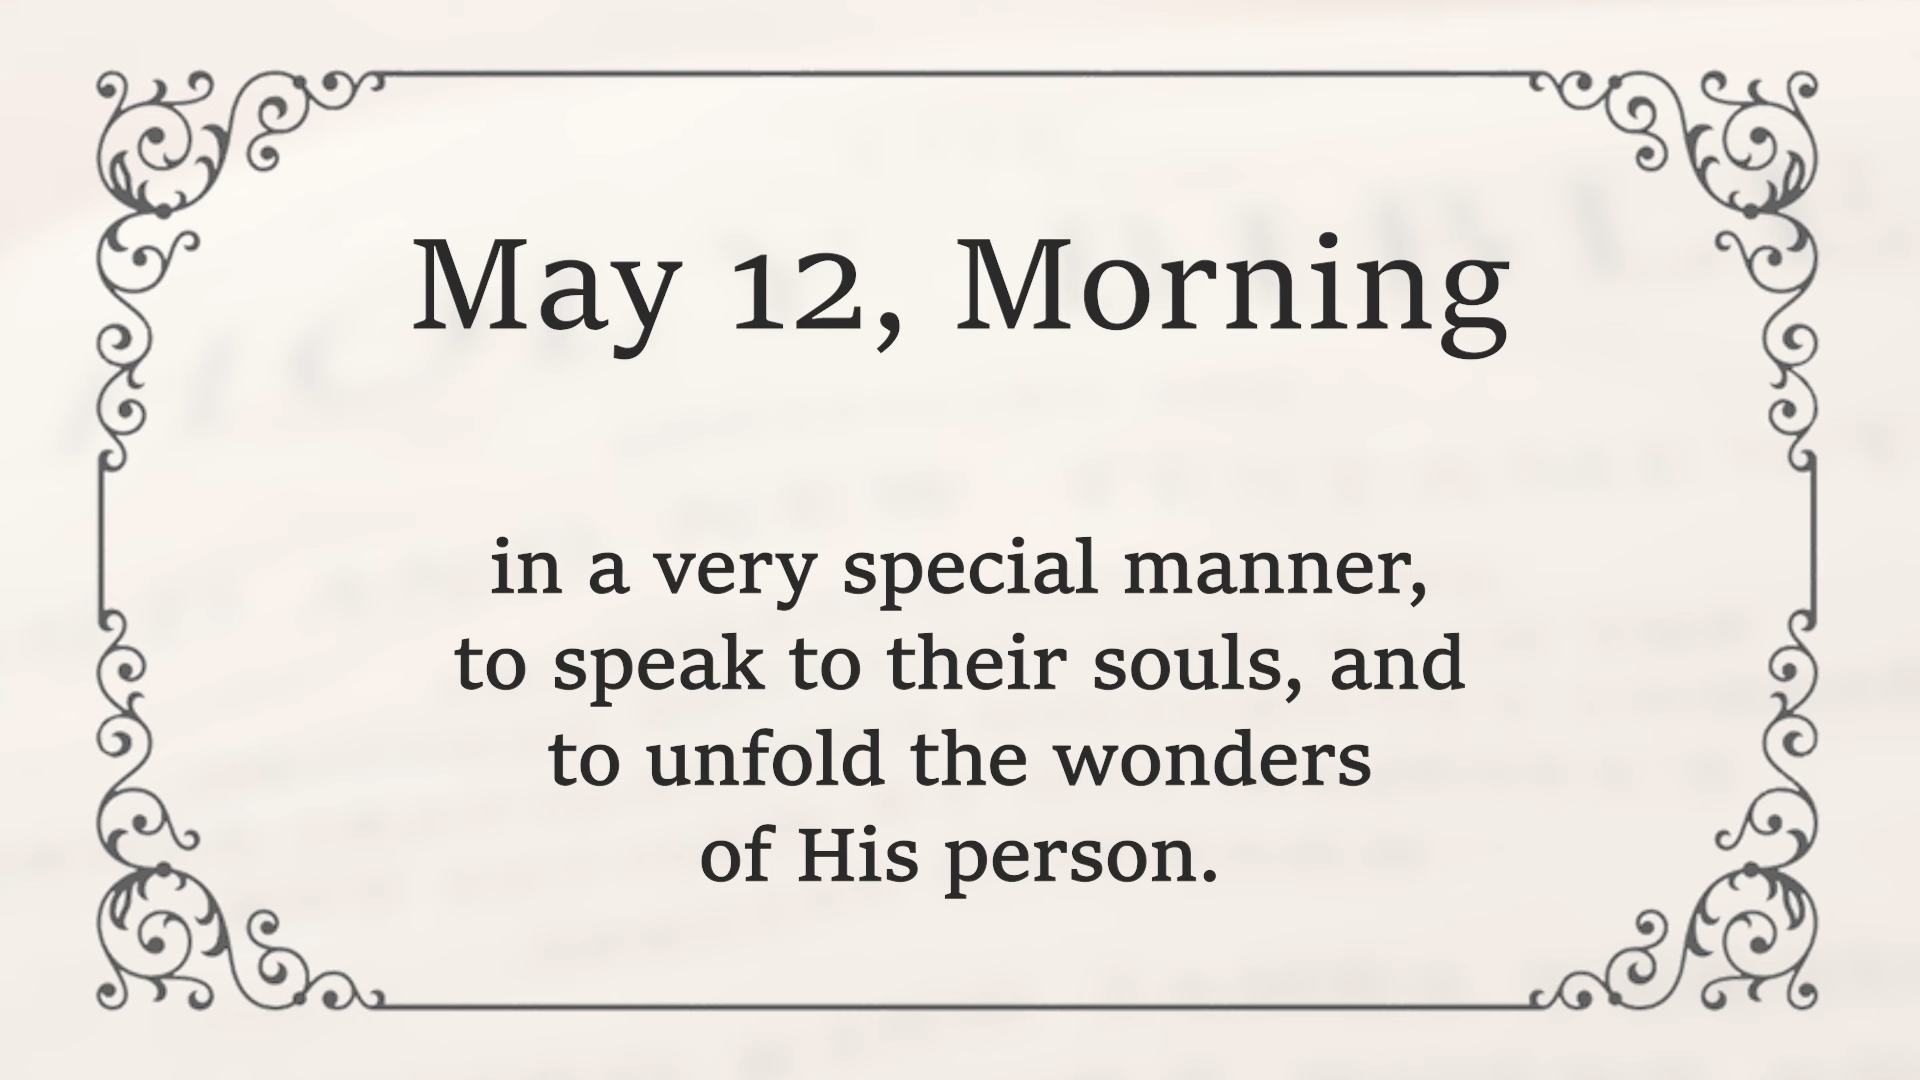 May 12, Morning
in a very special manner,
to speak to their souls, and
to unfold the wonders
of His person.